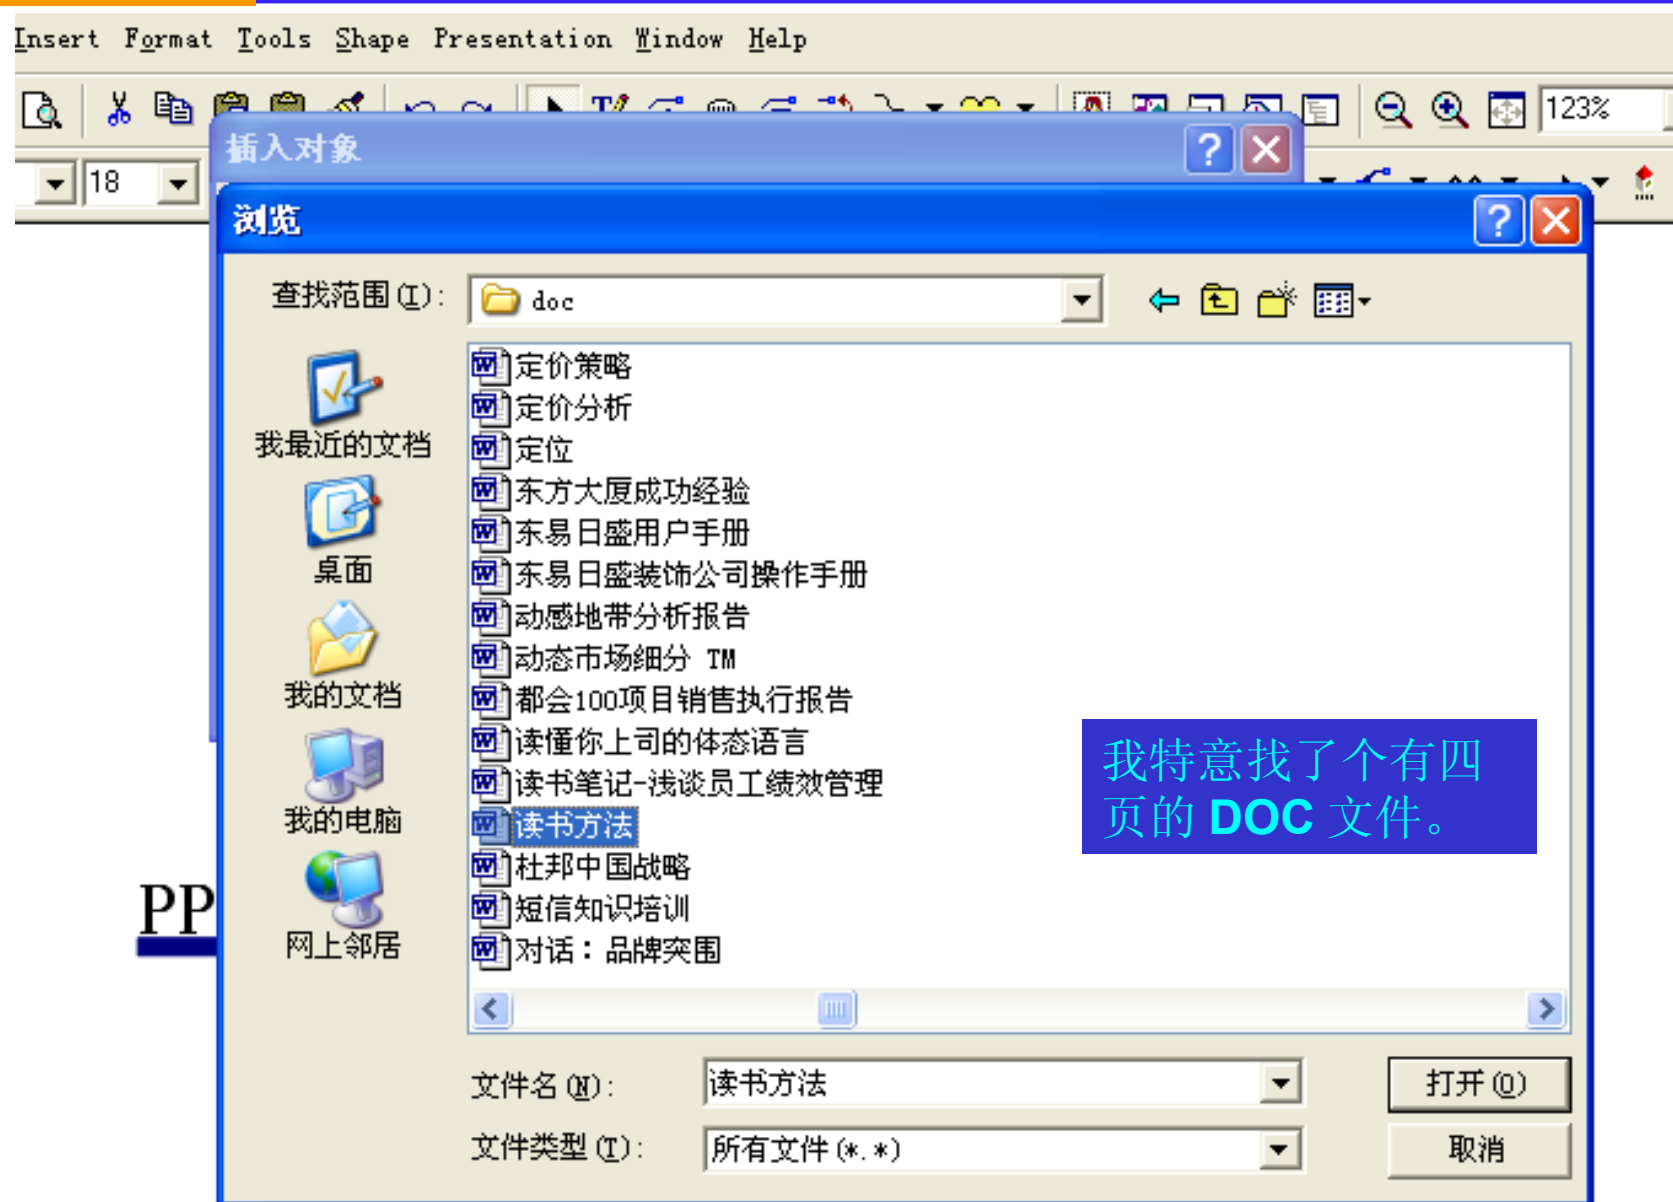 Insert Format Tools Shape Presentation Window Help
123%
18
插入对象
浏览
查找范围(I):
doc
我最近的文档
桌面
我的文档
我的电脑
网上邻居
定价策略
定价分析
定位
东方大厦成功经验
东易日盛用户手册
东易日盛装饰公司操作手册
动感地带分析报告
动态市场细分 TM
都会100项目销售执行报告
读懂你上司的体态语言
读书笔记-浅谈员工绩效管理
读书方法
杜邦中国战略
短信知识培训
对话：品牌突围
我特意找了个有四
页的 DOC 文件。
PP
文件名(N):
读书方法
打开(O)
文件类型(T):
所有文件(*.*)
取消